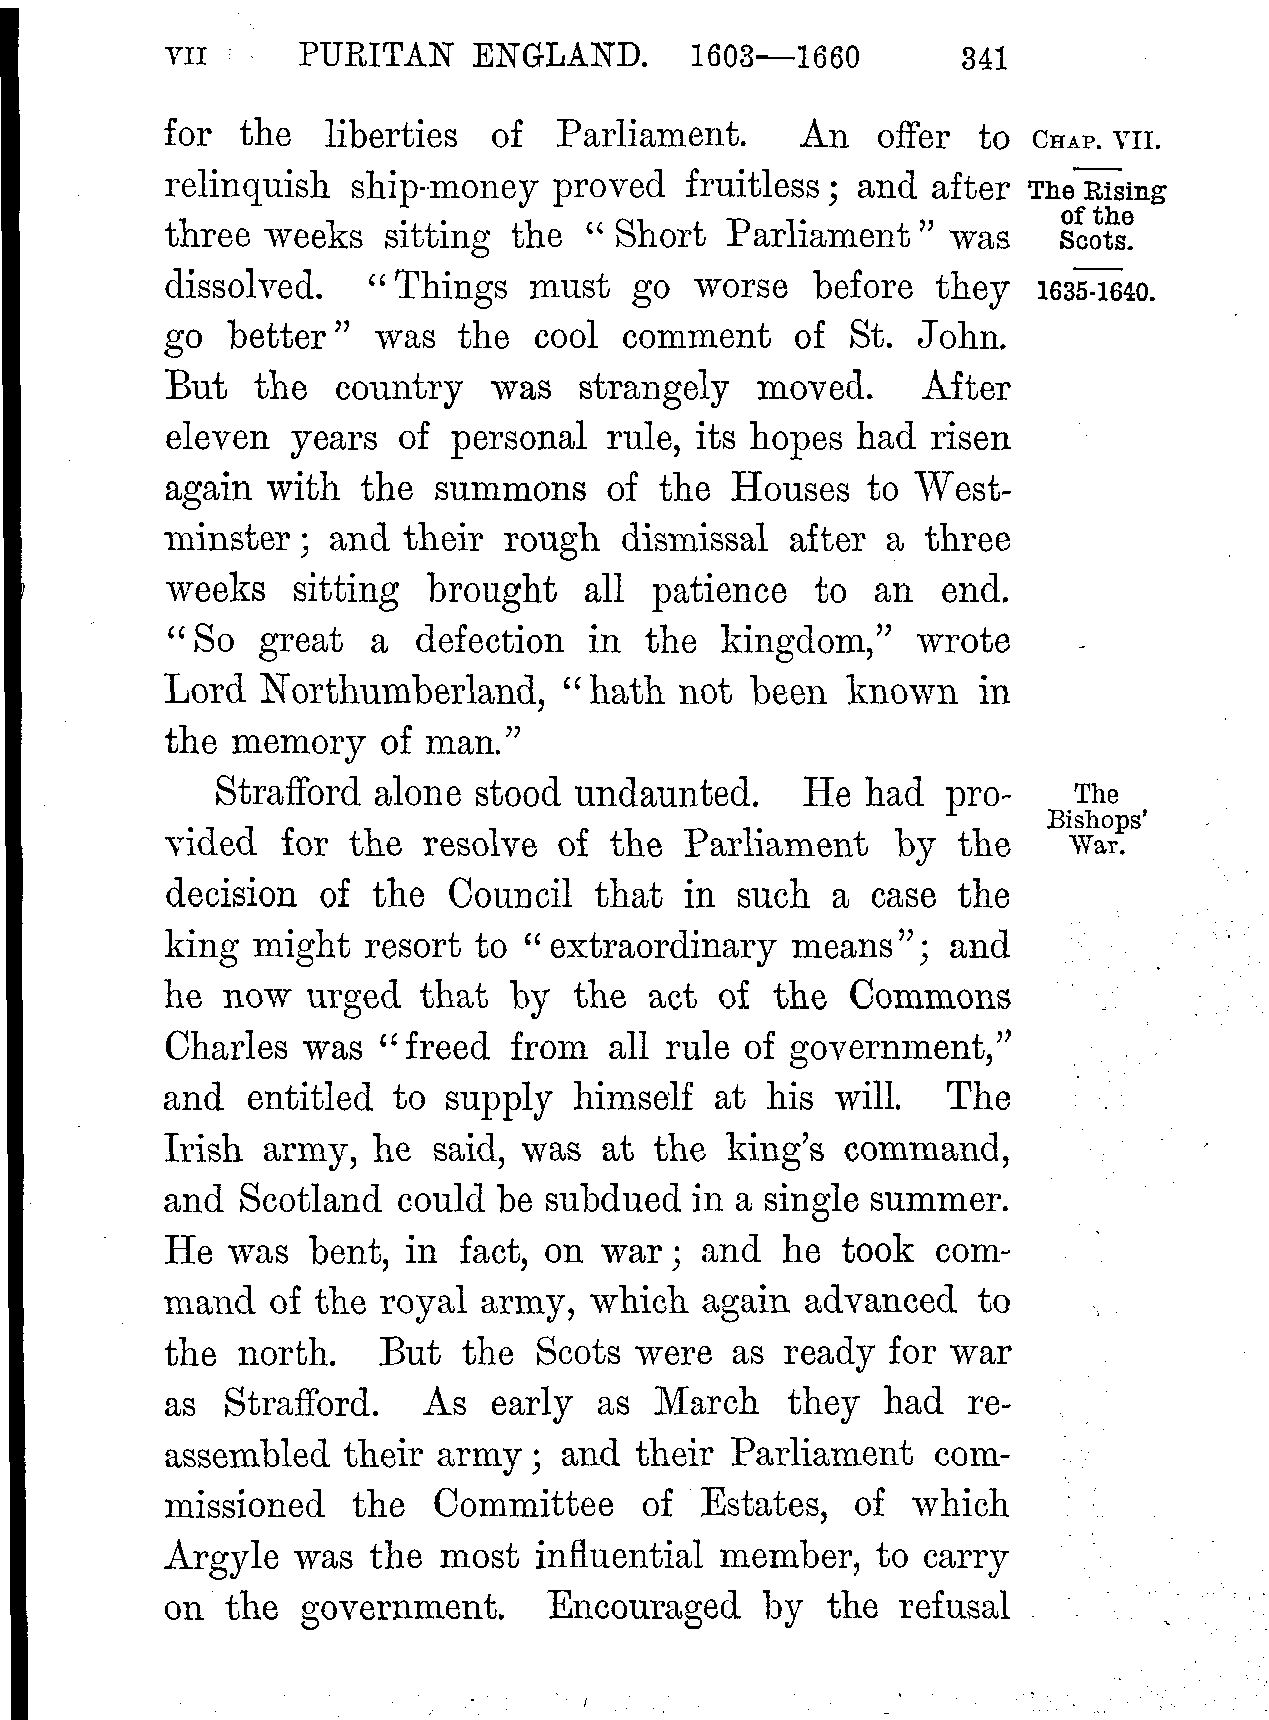 VII PURITAN ENGLAND. 1603—1660 341
for the liberties of Parliament. An offer to
relinquish ship-money proved fruitless; and after
three weeks sitting the "Short Parliament" was
dissolved. "Things must go worse before they
go better" was the cool comment of St. John.
But the country was strangely moved. After
eleven years of personal rule, its hopes had risen
again with the summons of the Houses to West-
minster; and their rough dismissal after a three
weeks sitting brought all patience to an end.
"So great a defection in the kingdom," wrote
Lord Northumberland, "hath not been known in
the memory of man."
CHAP. VII.
The Rising
of the
Scots.
1635-1640.
Strafford alone stood undaunted. He had pro-
vided for the resolve of the Parliament by the
decision of the Council that in such a case the
king might resort to "extraordinary means"; and
he now urged that by the act of the Commons
Charles was "freed from all rule of government,"
and entitled to supply himself at his will. The
Irish army, he said, was at the king's command,
and Scotland could be subdued in a single summer.
He was bent, in fact, on war; and he took com-
mand of the royal army, which again advanced to
the north. But the Scots were as ready for war
as Strafford. As early as March they had re-
assembled their army; and their Parliament com-
missioned the Committee of Estates, of which
Argyle was the most influential member, to carry
on the government. Encouraged by the refusal
The
Bishops'
War.